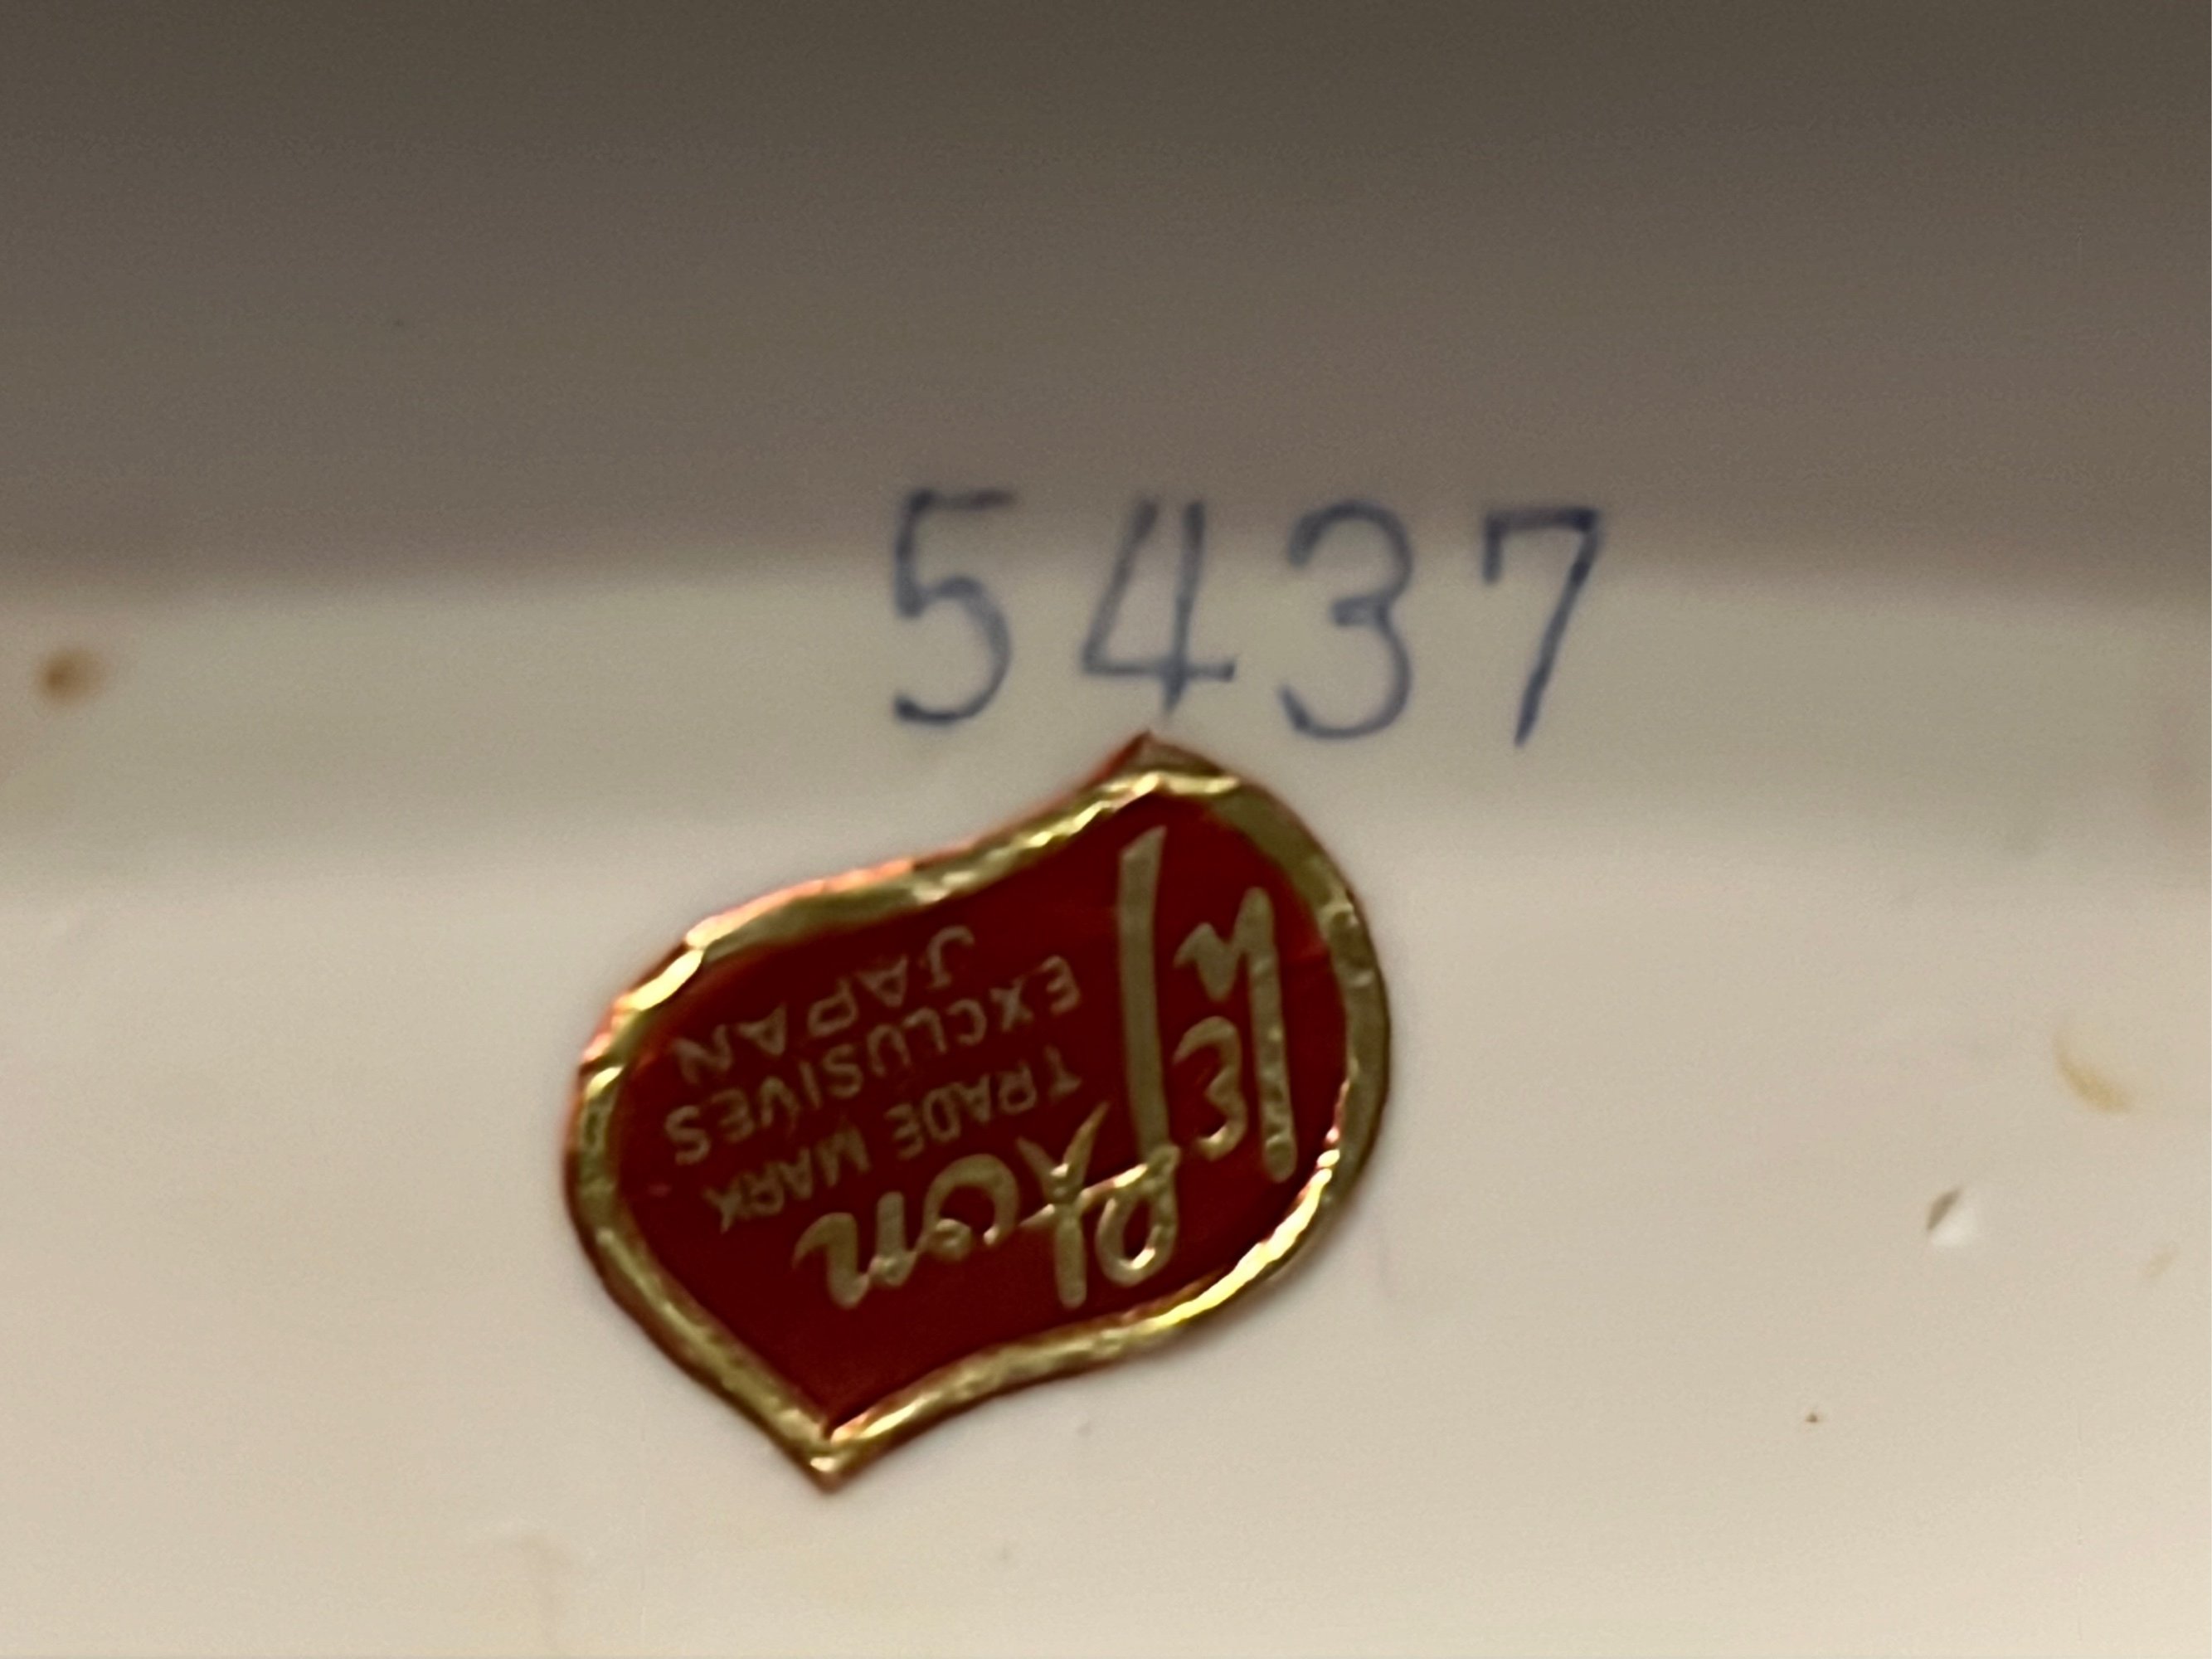 5437
Lefton
TRADE MARK
EXCLUSIVES
JAPAN